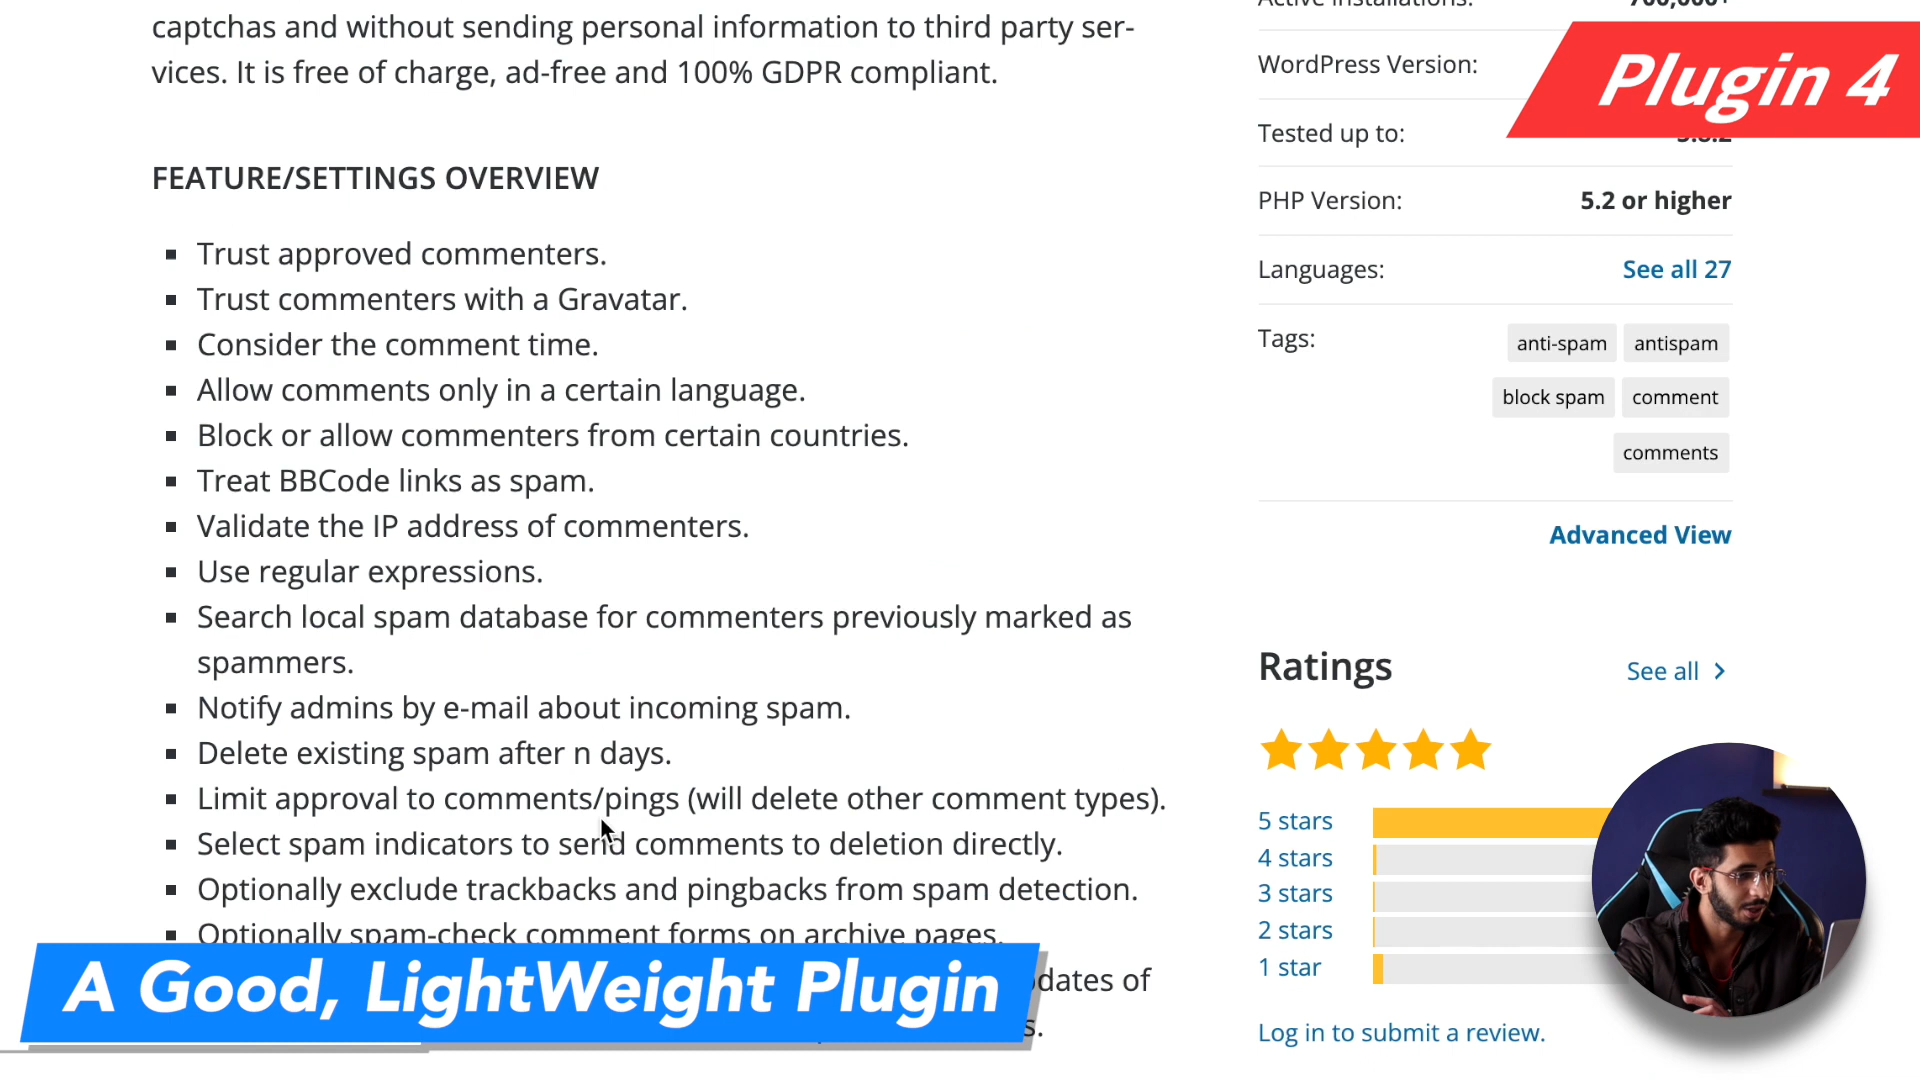 captchas and without sending personal information to third party ser-
vices. It is free of charge, ad-free and 100% GDPR compliant.
FEATURE/SETTINGS OVERVIEW
Trust approved commenters.
Trust commenters with a Gravatar.
Consider the comment time.
Allow comments only in a certain language.
Block or allow commenters from certain countries.
Treat BBCode links as spam.
Validate the IP address of commenters.
Use regular expressions.
Search local spam database for commenters previously marked as
spammers.
Notify admins by e-mail about incoming spam.
Delete existing spam after n days.
Limit approval to comments/pings (will delete other comment types).
Select spam indicators to send comments to deletion directly.
Optionally exclude trackbacks and pingbacks from spam detection.
Optionally spam-check comment forms on archive pages.
of
A Good, LightWeight Plugin
Active installations: 700,000+
Plugin 4
WordPress Version:
Tested up to: 5.8.2
PHP Version: 5.2 or higher
Languages: See all 27
Tags: anti-spam antispam
block spam comment
comments
Advanced View
Ratings See all
5 stars
4 stars
3 stars
2 stars
1 star
Log in to submit a review.